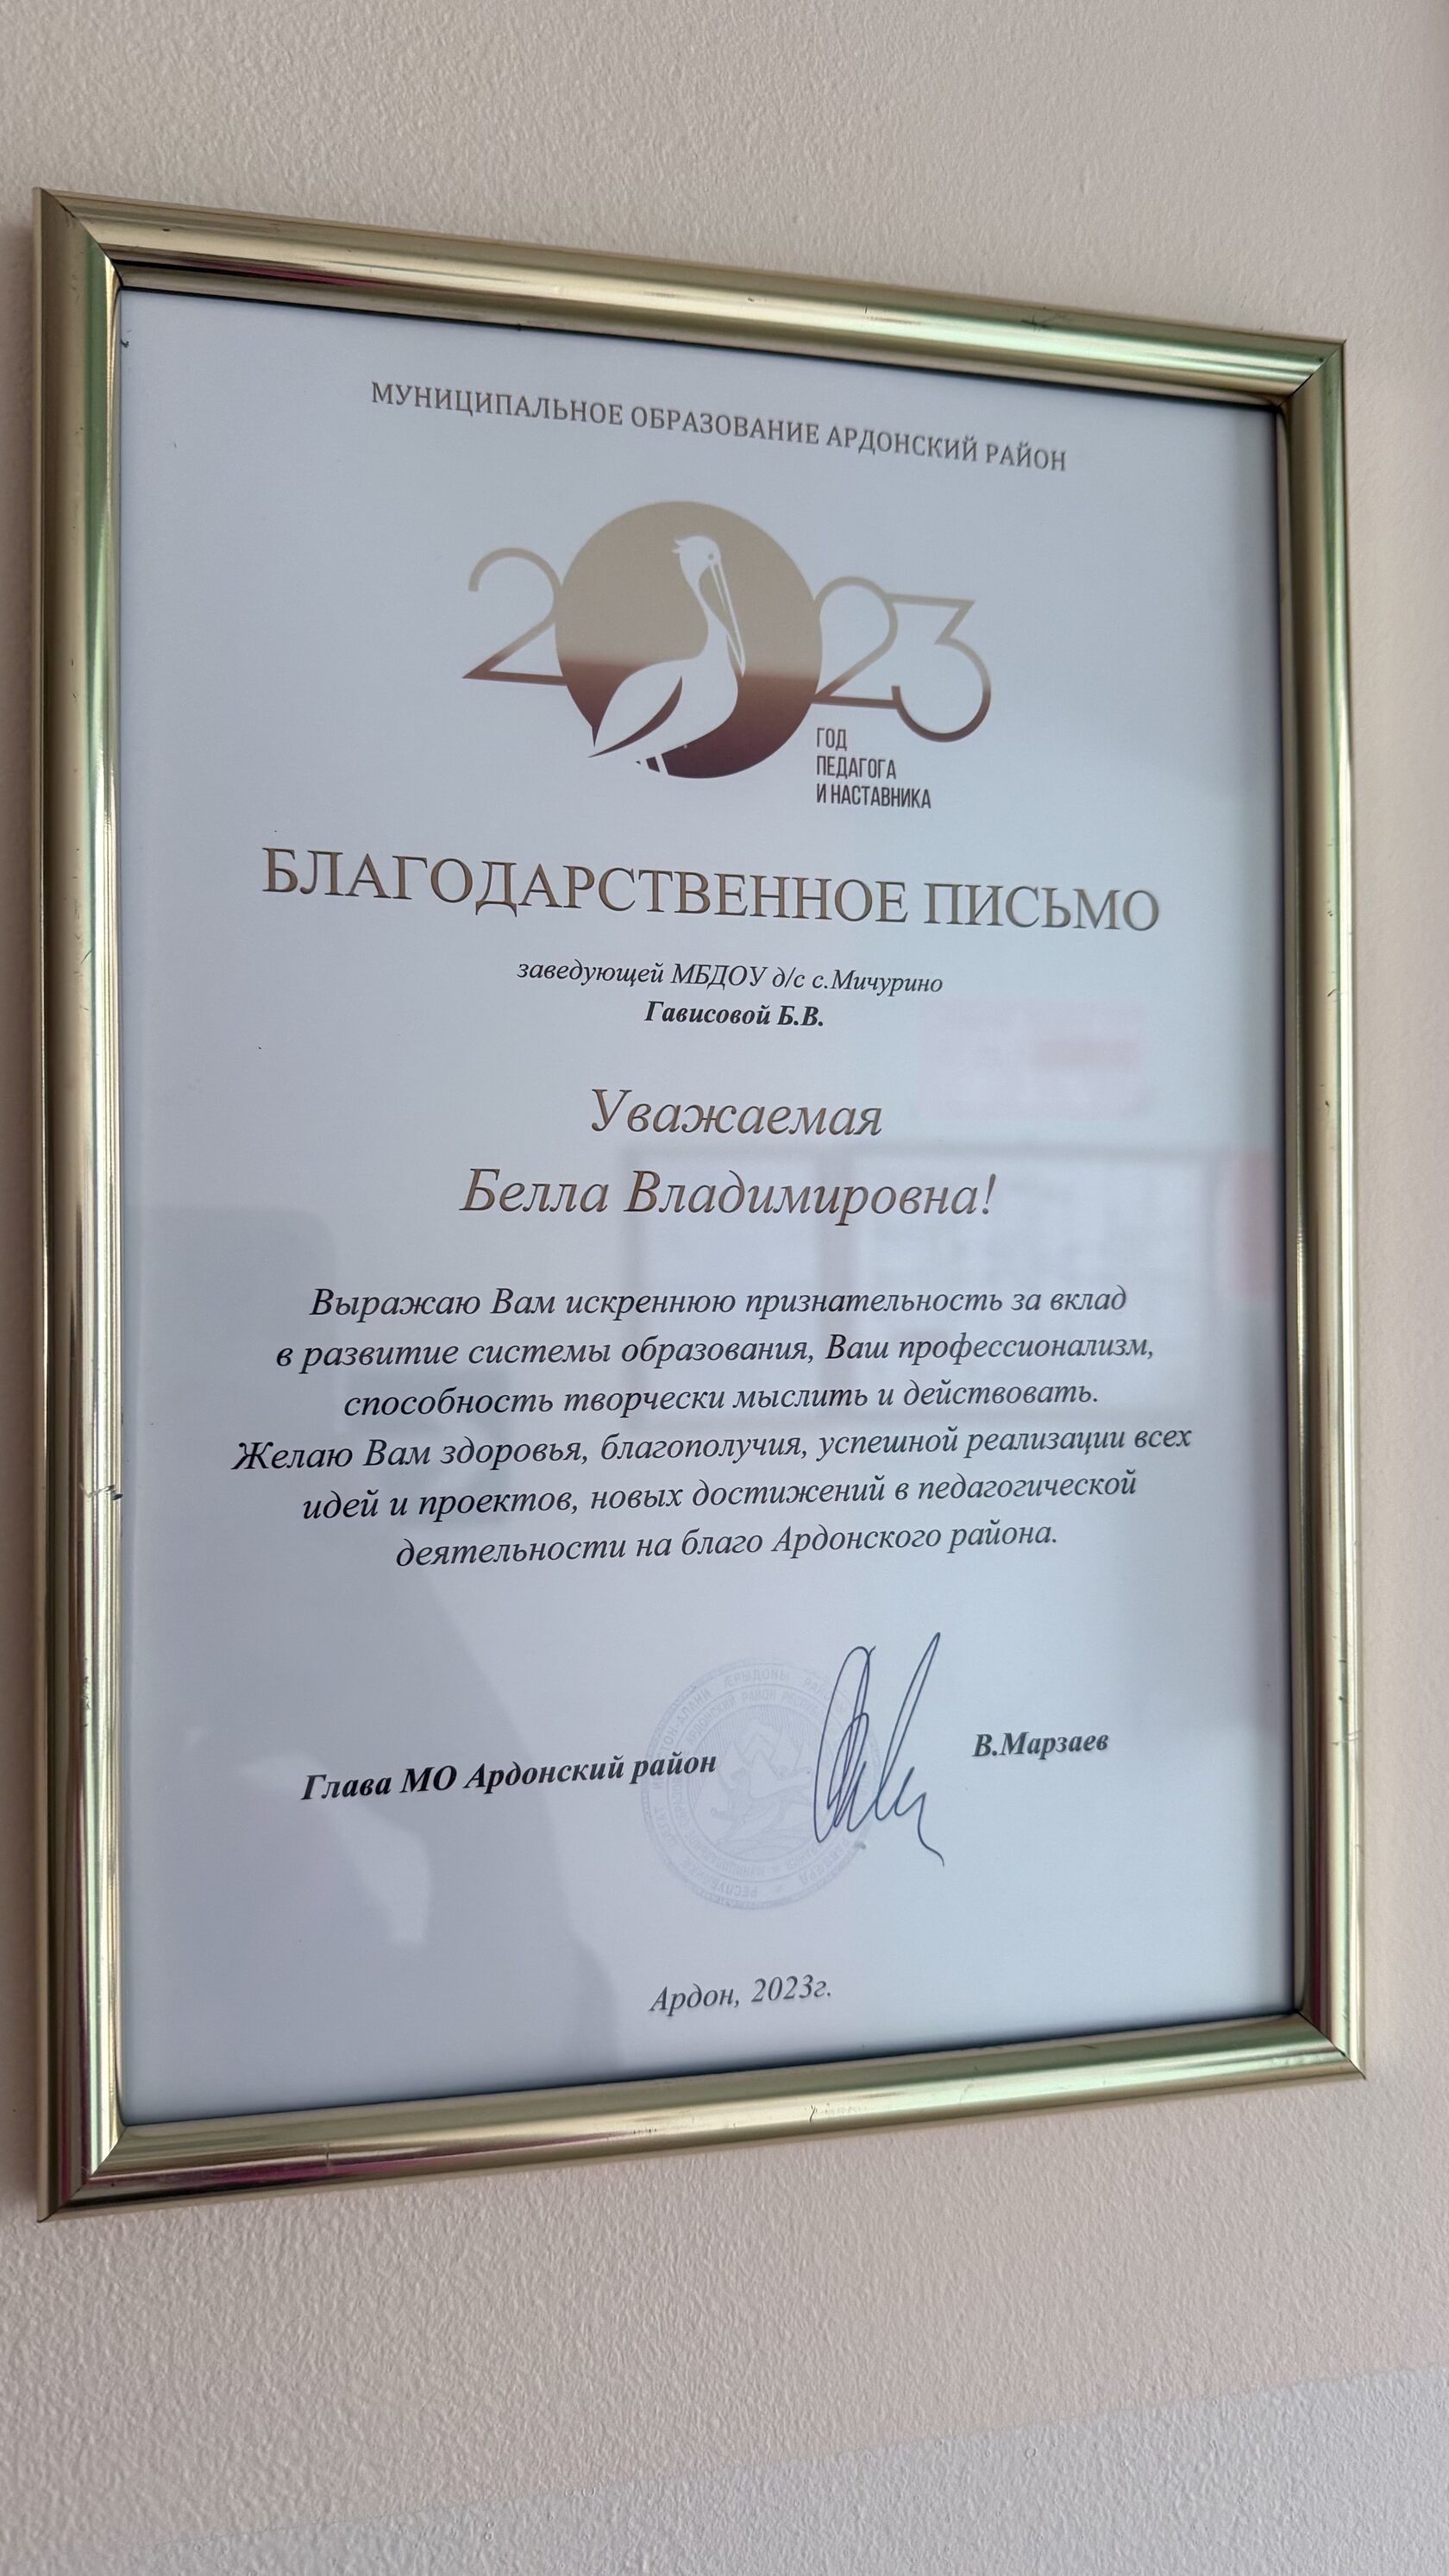 МУНИЦИПАЛЬНОЕ ОБРАЗОВАНИЕ АРДОНСКИЙ РАЙОН
2023
ГОД
ПЕДАГОГА
И НАСТАВНИКА
БЛАГОДАРСТВЕННОЕ ПИСЬМО
заведующей МБДОУ д/с с.Мичурино
Гависовой Б.В.
Уважаемая
Белла Владимировна!
Выражаю Вам искреннюю признательность за вклад
в развитие системы образования, Ваш профессионализм,
способность творчески мыслить и действовать.
Желаю Вам здоровья, благополучия, успешной реализации всех
идей и проектов, новых достижений в педагогической
деятельности на благо Ардонского района.
Глава МО Ардонский район
В.Марзаев
Ардон, 2023г.